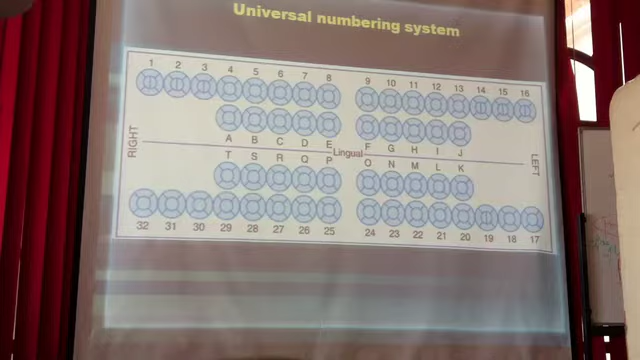 Universal numbering system
1 2 3 4 5 6 7 8 9 10 11 12 13 14 15 16
A B C D E F G H I J
RIGHT Lingual LEFT
T S R Q P O N M L K
32 31 30 29 28 27 26 25 24 23 22 21 20 19 18 17